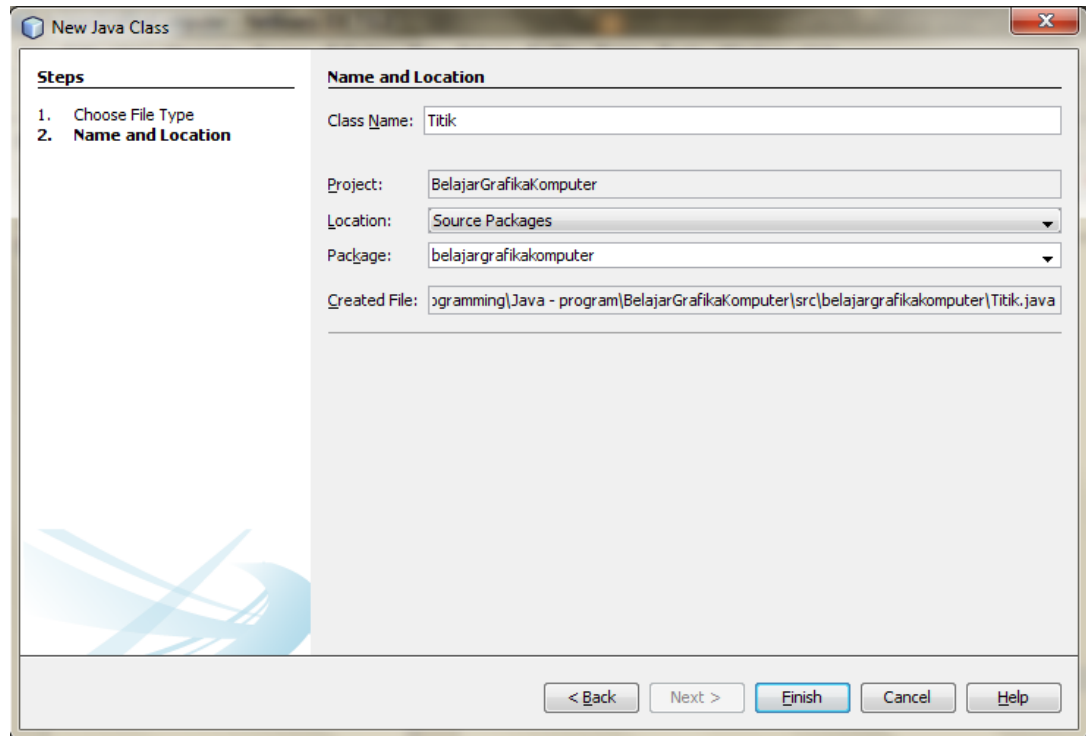 New Java Class
Steps
1. Choose File Type
2. Name and Location
Name and Location
Class Name: Titik
Project: BelajarGrafikaKomputer
Location: Source Packages
Package: belajargrafikakomputer
Created File: ogramming\Java - program\BelajarGrafikaKomputer\src\belajargrafikakomputer\Titik.java
< Back Next > Finish Cancel Help